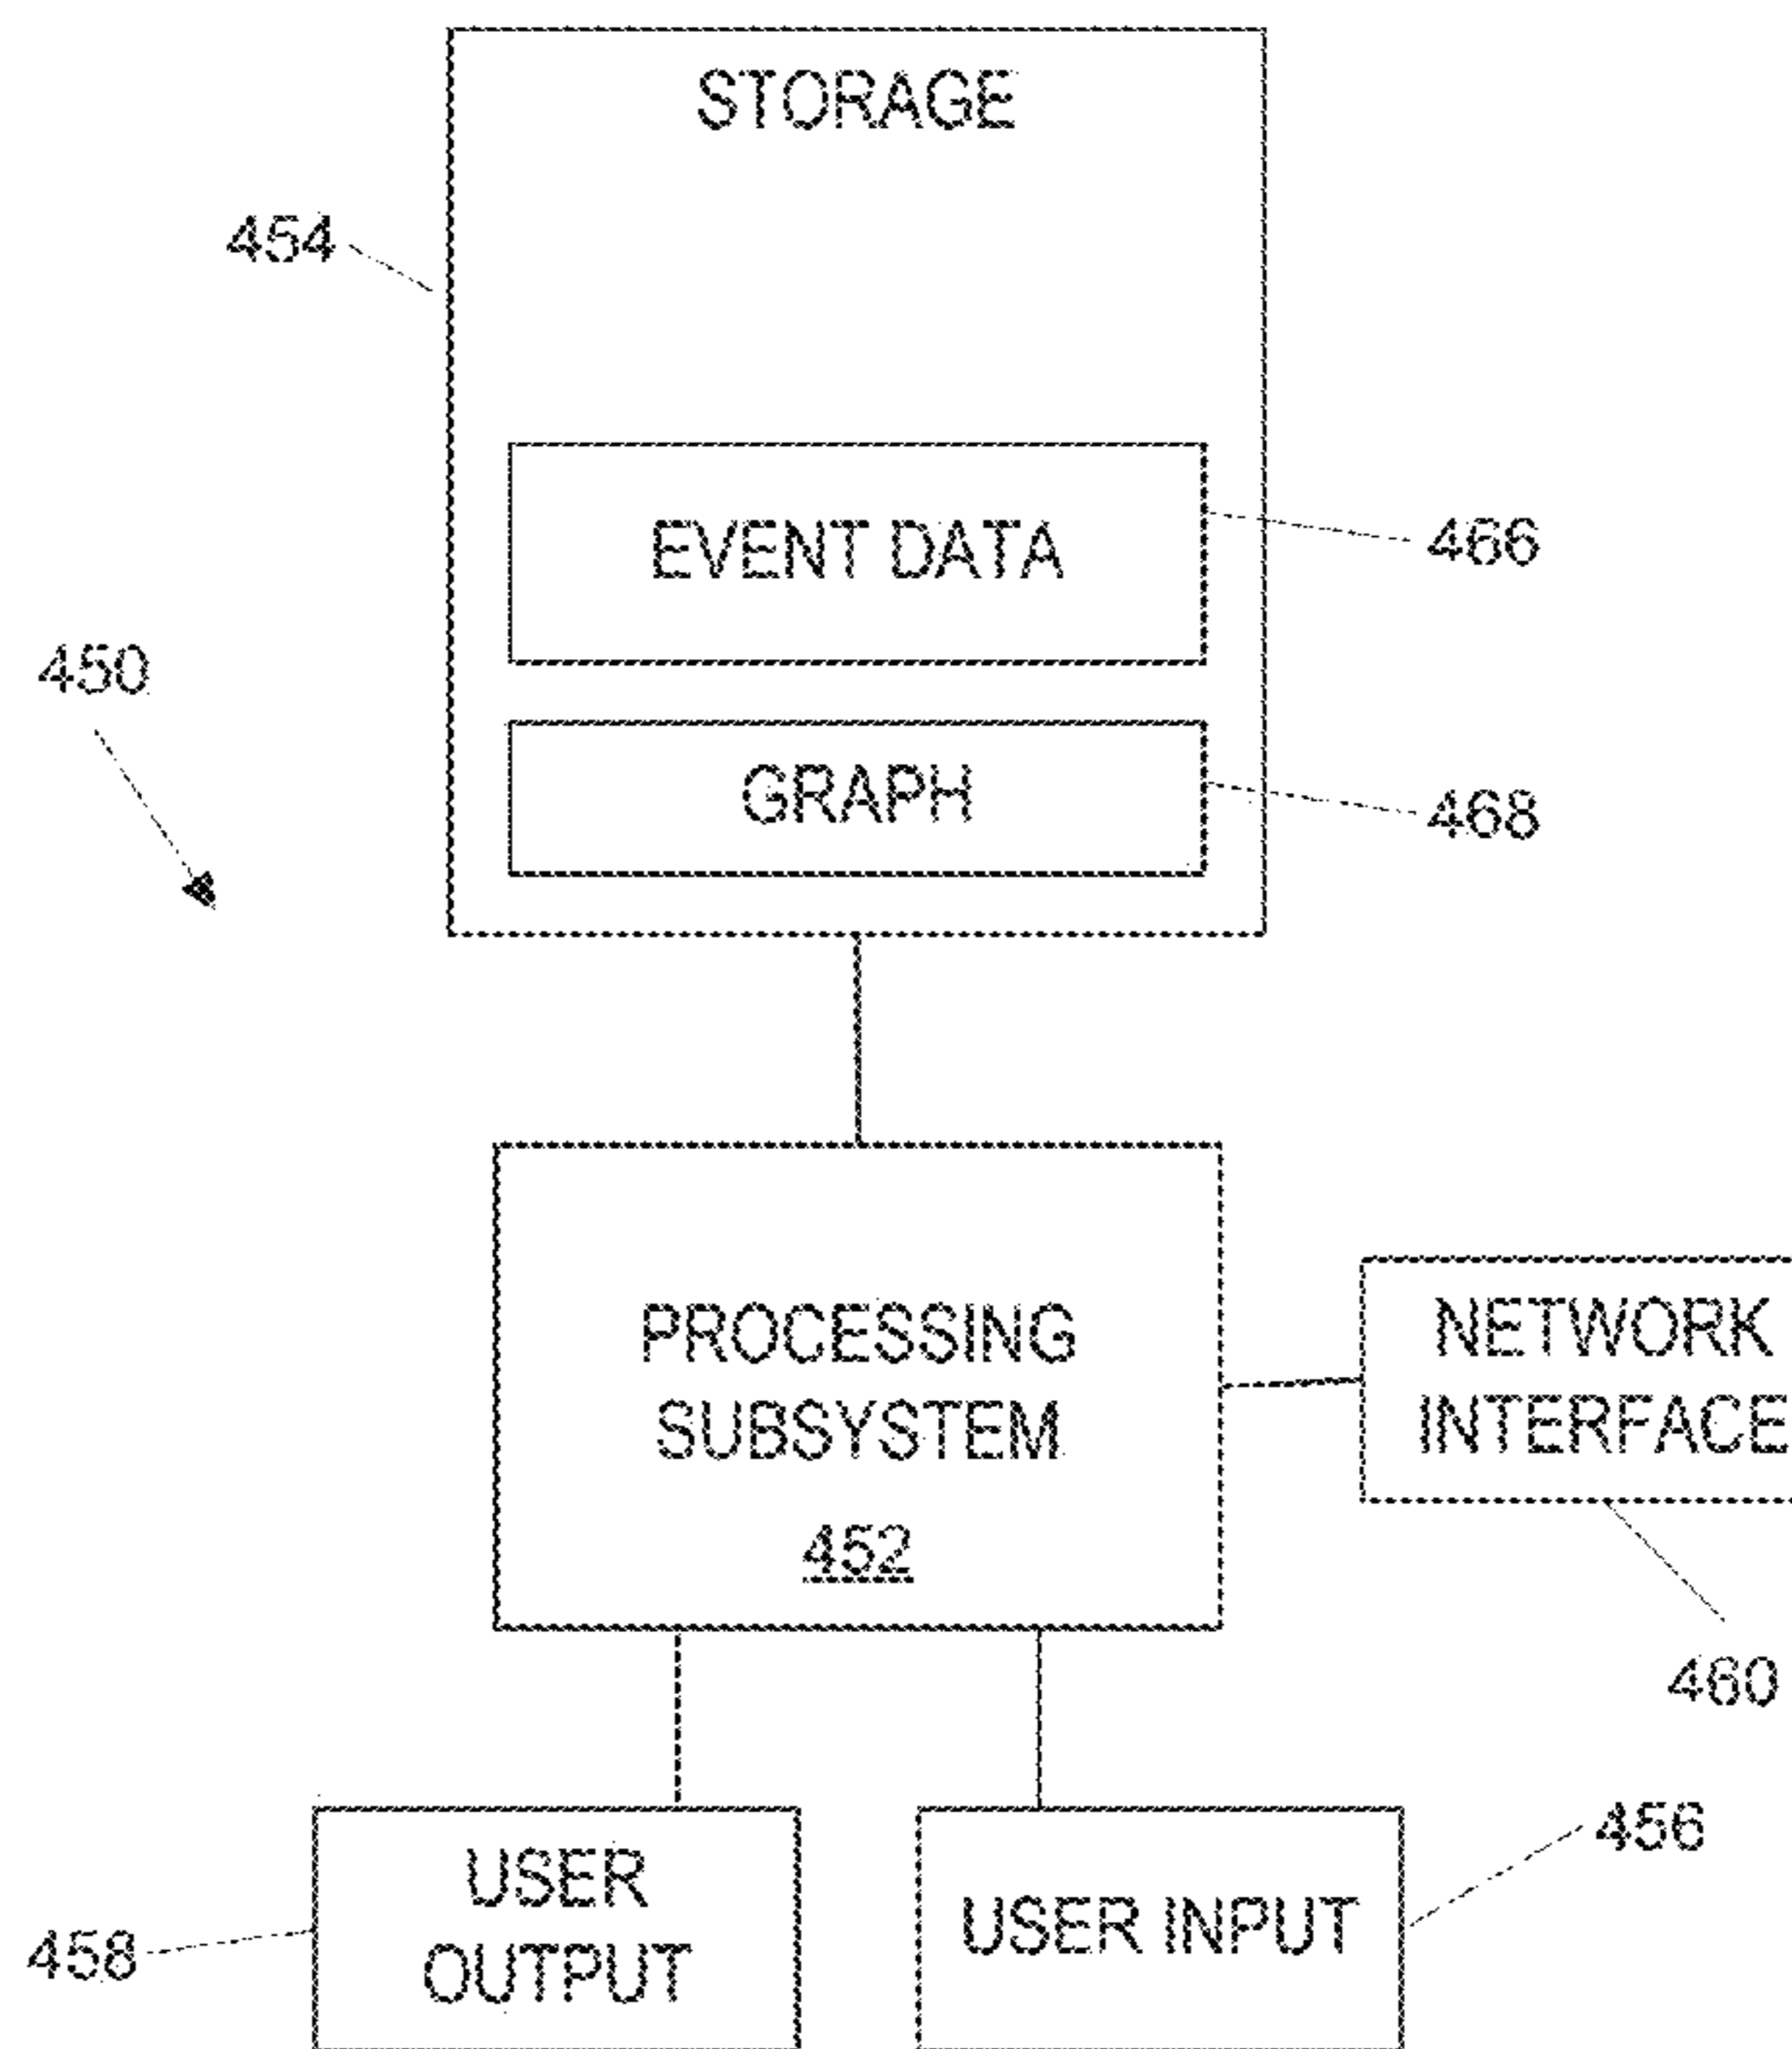 STORAGE
454
EVENT DATA
466
450
GRAPH
468
PROCESSING
SUBSYSTEM
452
NETWORK
INTERFACE
460
456
USER
OUTPUT
USER INPUT
458